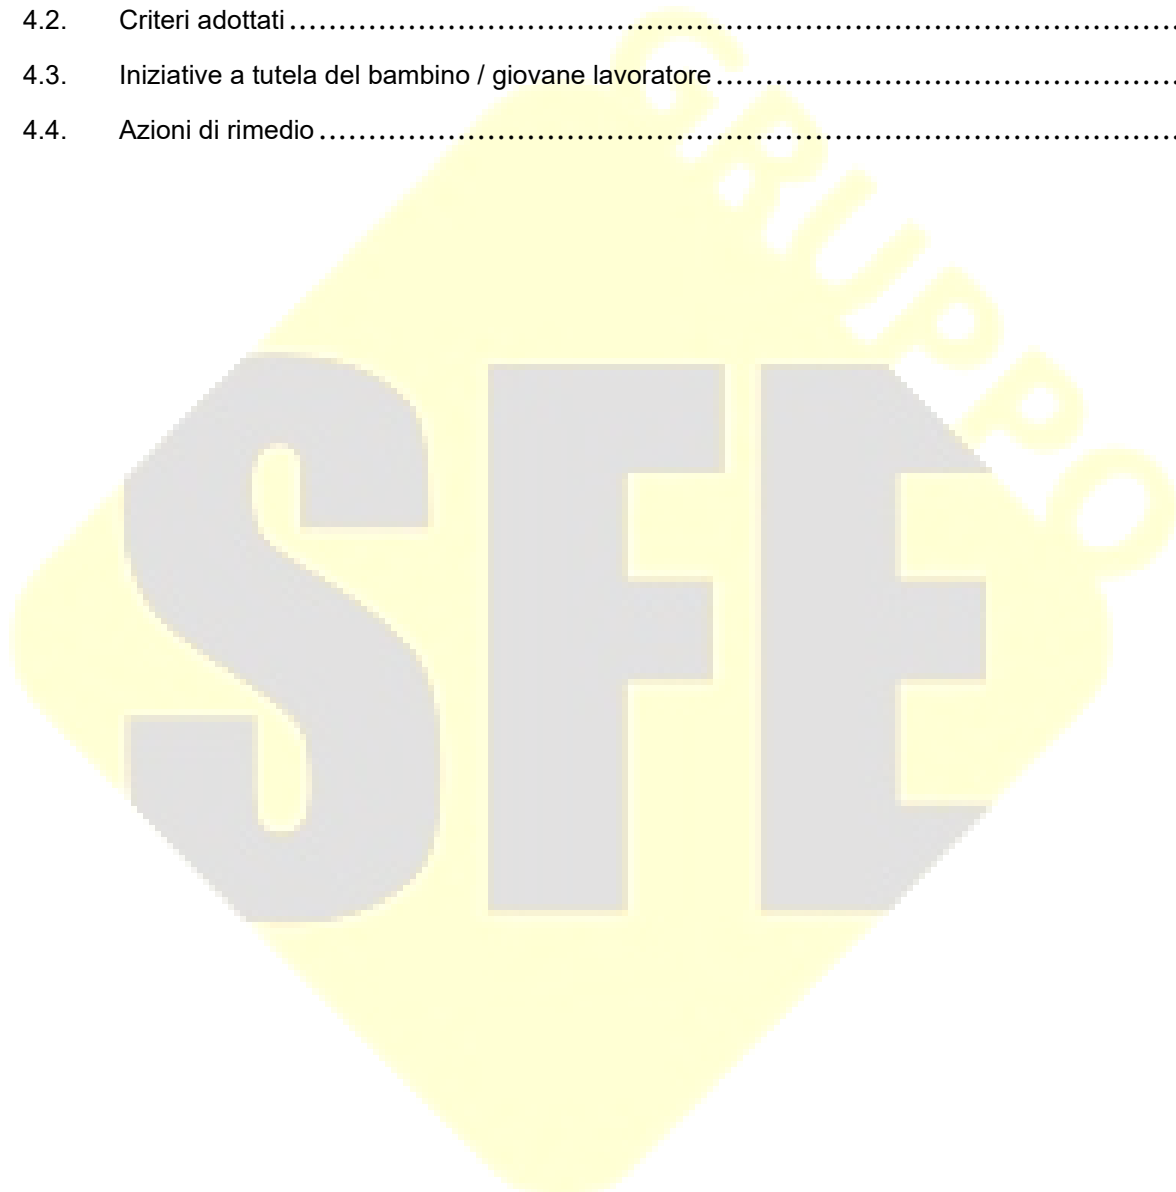 4.2. Criteri adottati
4.3. Iniziative a tutela del bambino / giovane lavoratore
4.4. Azioni di rimedio
GRUPPO
SFE